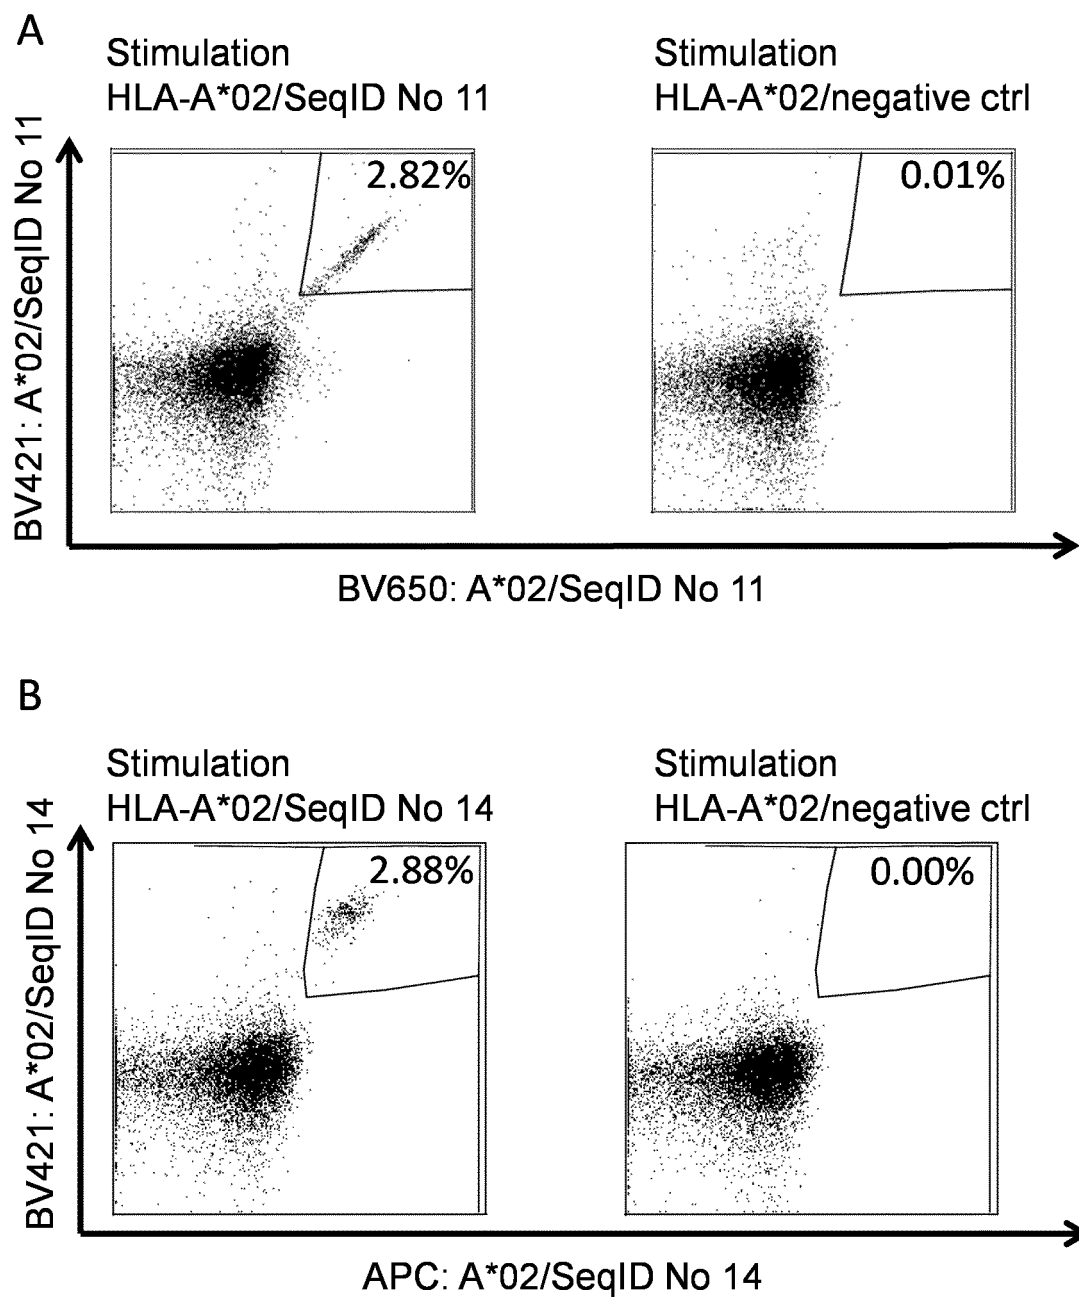 A
Stimulation
HLA-A*02/SeqID No 11
Stimulation
HLA-A*02/negative ctrl
BV421: A*02/SeqID No 11
2.82%
0.01%
BV650: A*02/SeqID No 11
B
Stimulation
HLA-A*02/SeqID No 14
Stimulation
HLA-A*02/negative ctrl
BV421: A*02/SeqID No 14
2.88%
0.00%
APC: A*02/SeqID No 14